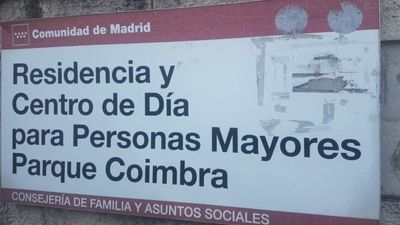 Comunidad de Madrid
Residencia y
Centro de Día
para Personas Mayores
Parque Coimbra
CONSEJERÍA DE FAMILIA Y ASUNTOS SOCIALES